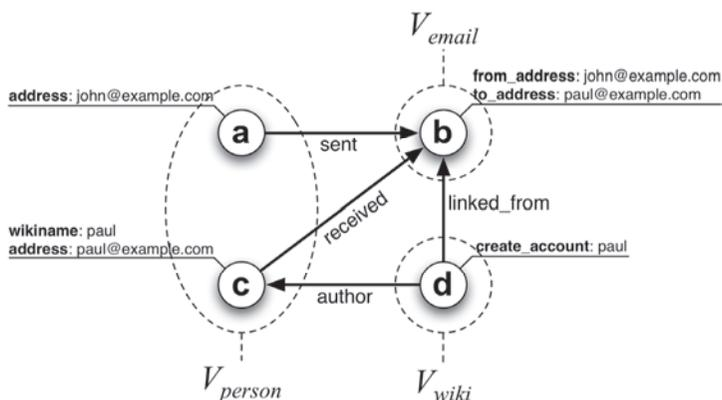 V_email
address: john@example.com
from_address: john@example.com
to_address: paul@example.com
a
b
sent
received
linked_from
wikiname: paul
address: paul@example.com
create_account: paul
c
d
author
V_person
V_wiki